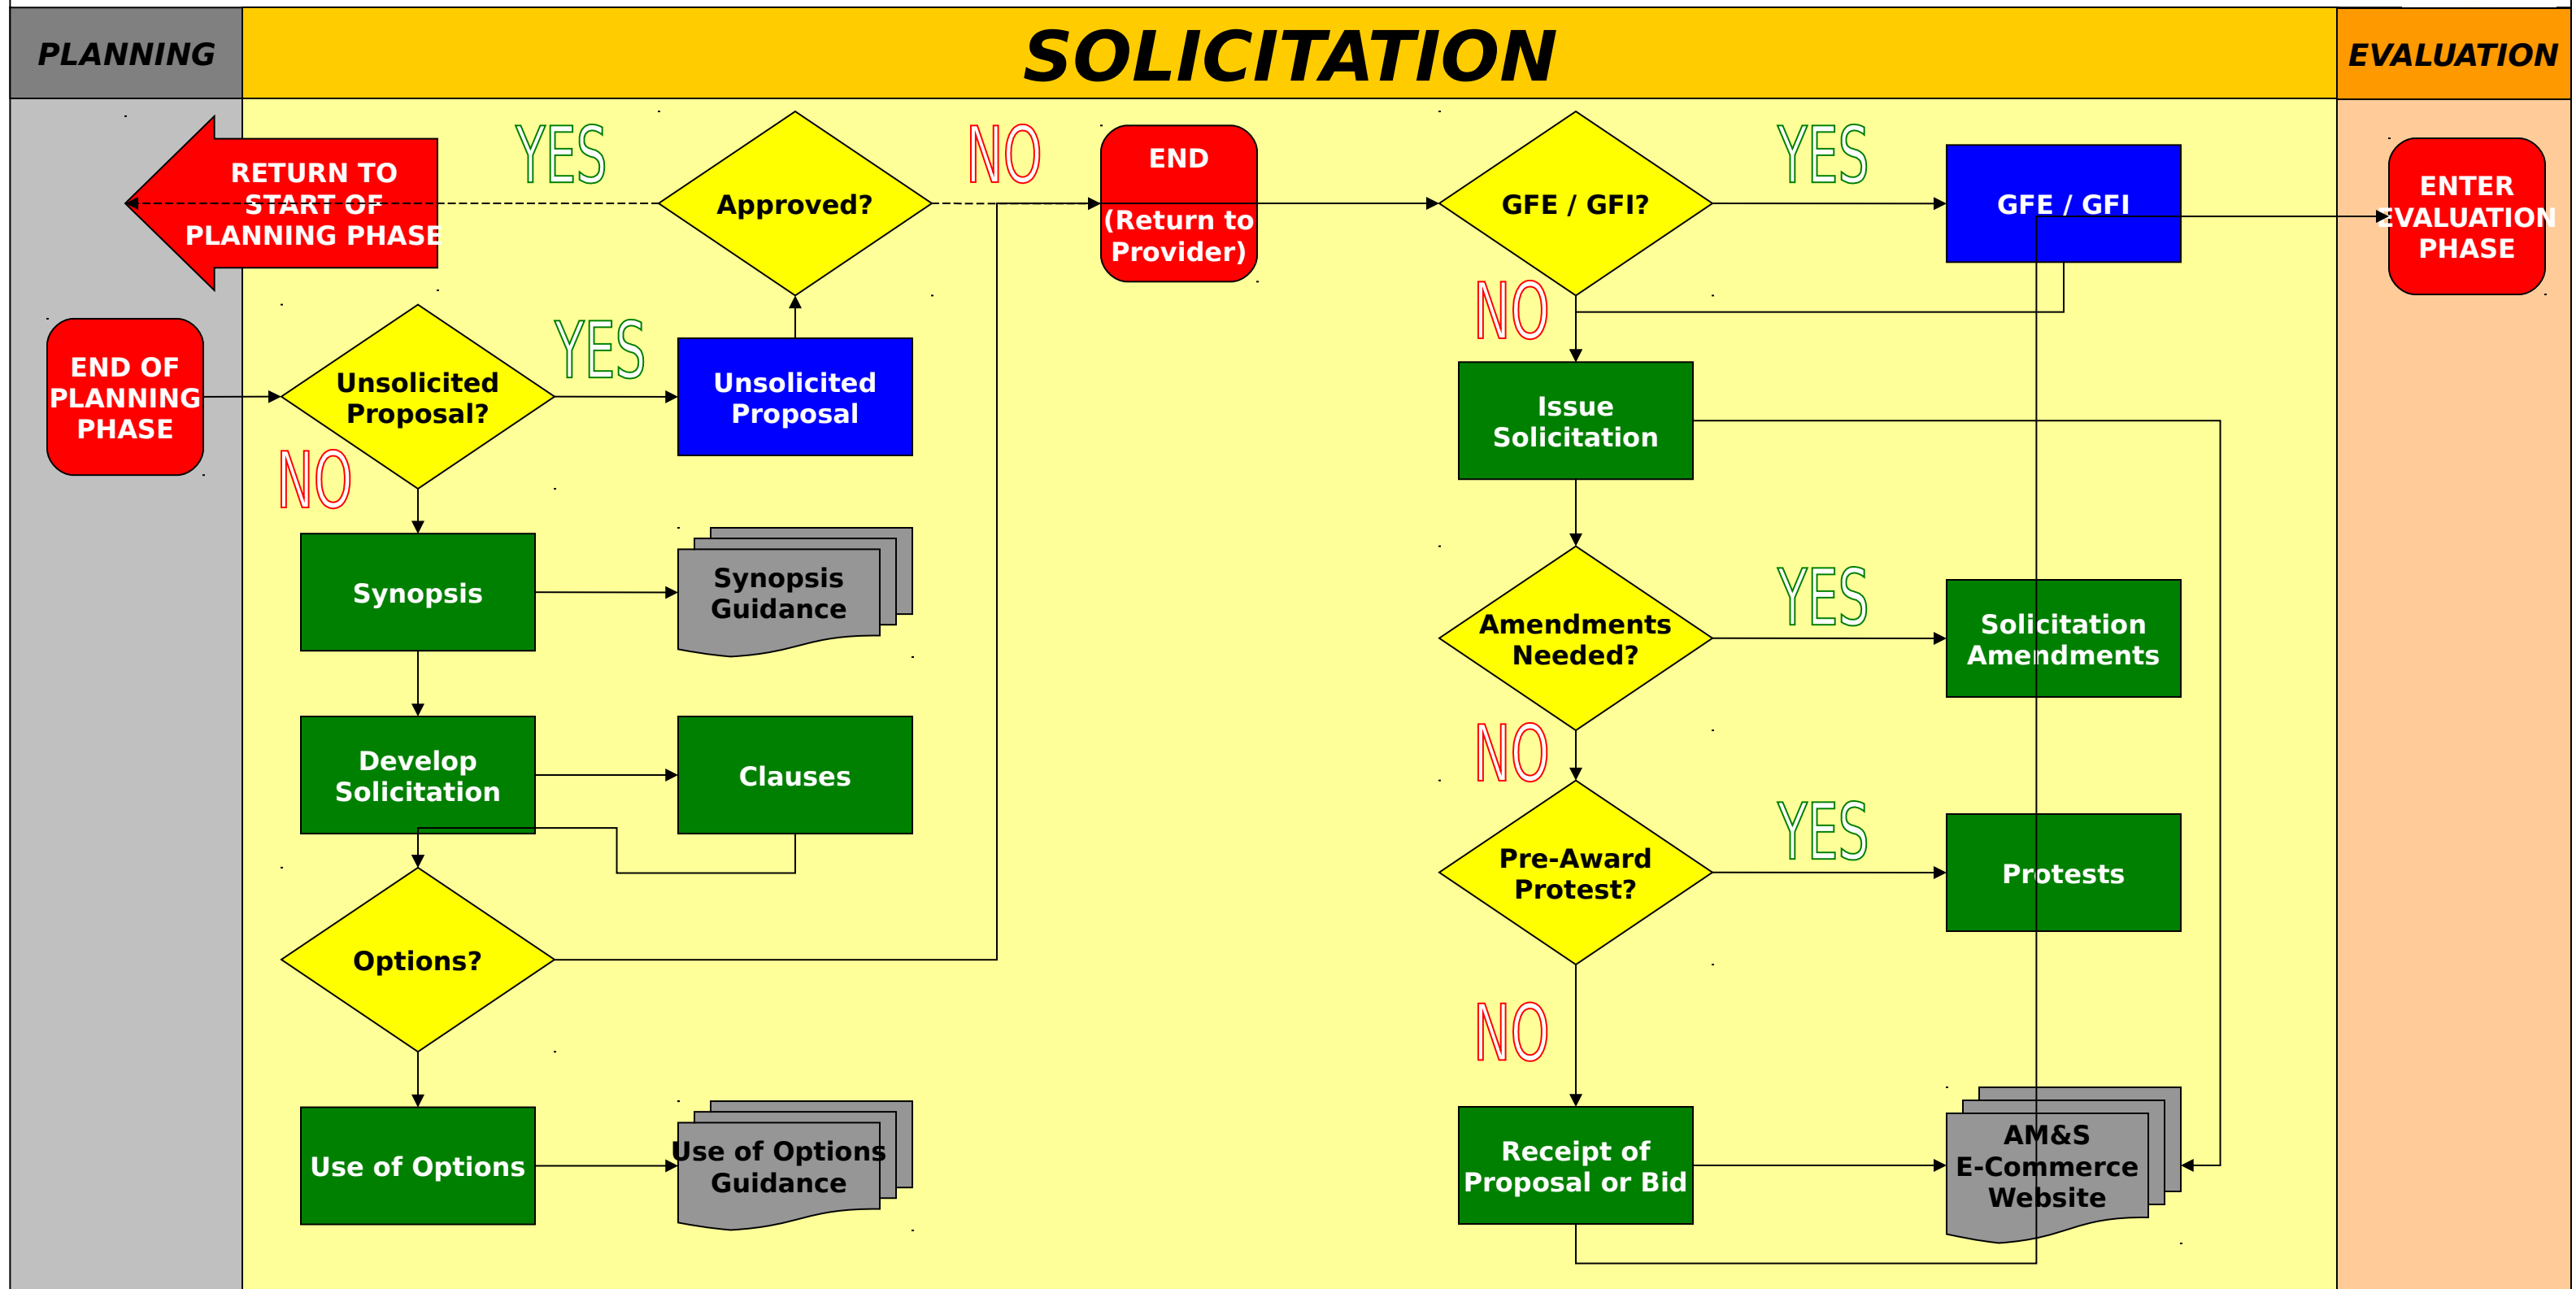 PLANNING
SOLICITATION
EVALUATION
RETURN TO
START OF
PLANNING PHASE
YES
Approved?
NO
END
(Return to
Provider)
GFE / GFI?
YES
GFE / GFI
ENTER
EVALUATION
PHASE
NO
END OF
PLANNING
PHASE
Unsolicited
Proposal?
YES
Unsolicited
Proposal
NO
Issue
Solicitation
Synopsis
Synopsis
Guidance
Amendments
Needed?
YES
Solicitation
Amendments
NO
Develop
Solicitation
Clauses
Pre-Award
Protest?
YES
Protests
NO
Options?
Use of Options
Use of Options
Guidance
Receipt of
Proposal or Bid
AM&S
E-Commerce
Website